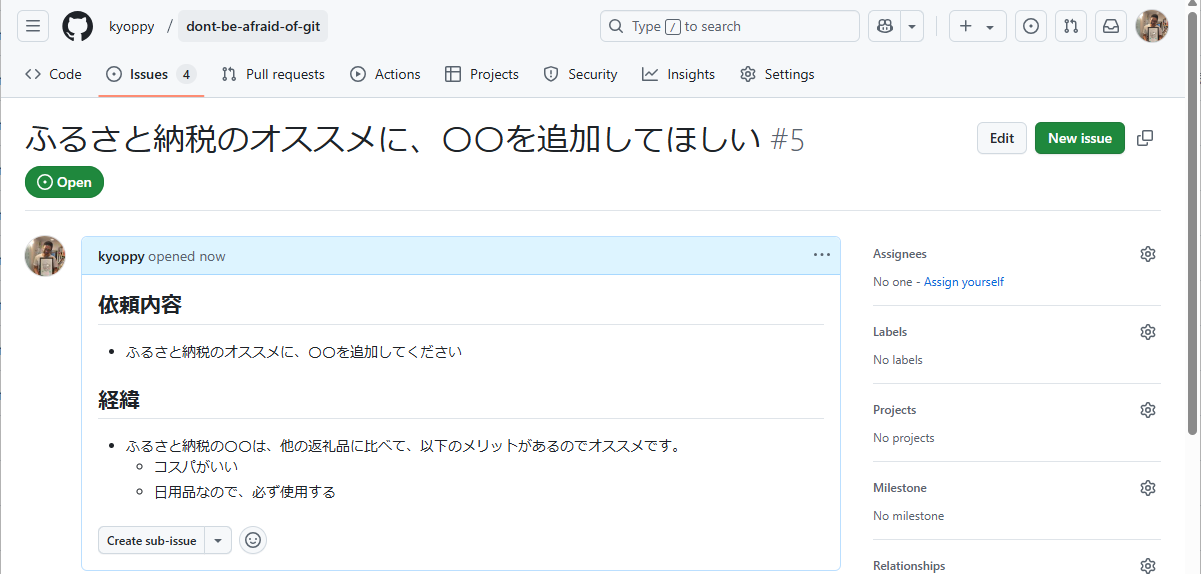 kyoppy / dont-be-afraid-of-git
Type / to search
Code
Issues 4
Pull requests
Actions
Projects
Security
Insights
Settings
ふるさと納税のオススメに、〇〇を追加してほしい #5
Edit
New issue
Open
kyoppy opened now
依頼内容
ふるさと納税のオススメに、〇〇を追加してください
経緯
ふるさと納税の〇〇は、他の返礼品に比べて、以下のメリットがあるのでオススメです。
コスパがいい
日用品なので、必ず使用する
Create sub-issue
Assignees
No one - Assign yourself
Labels
No labels
Projects
No projects
Milestone
No milestone
Relationships